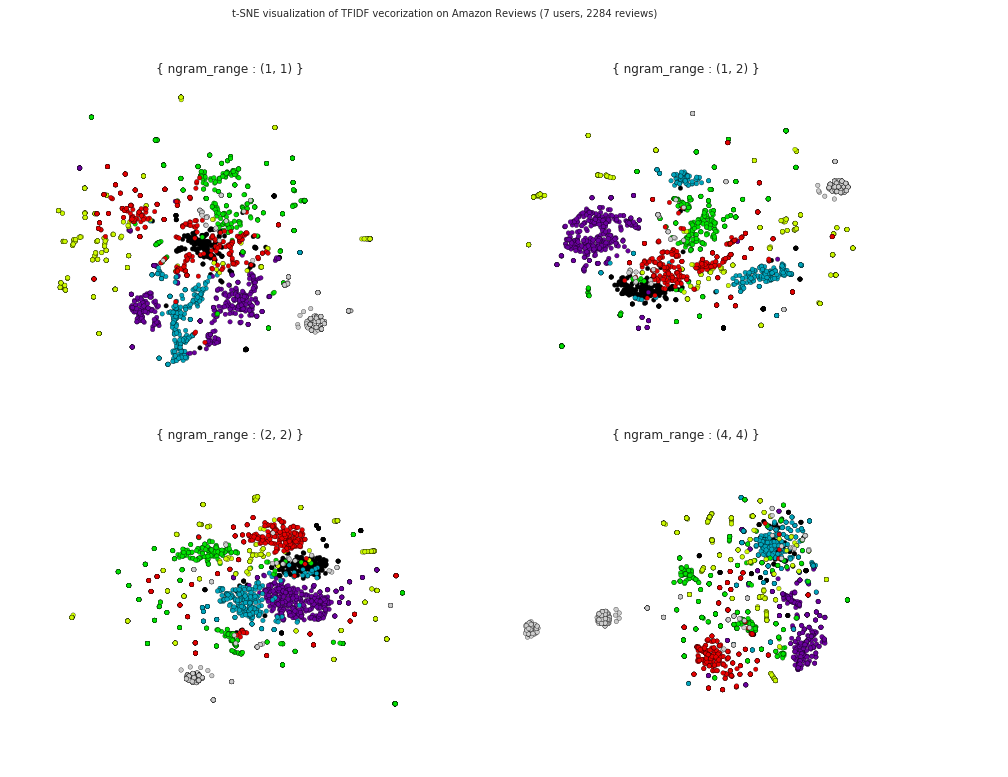 t-SNE visualization of TFIDF vecorization on Amazon Reviews (7 users, 2284 reviews)
{ ngram_range : (1, 1) }
{ ngram_range : (1, 2) }
{ ngram_range : (2, 2) }
{ ngram_range : (4, 4) }